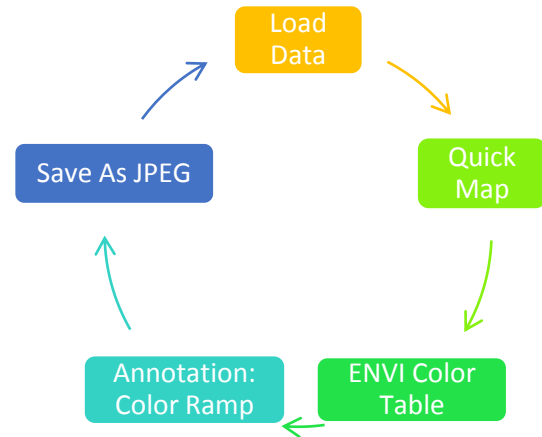 Load
Data
Quick
Map
ENVI Color
Table
Annotation:
Color Ramp
Save As JPEG